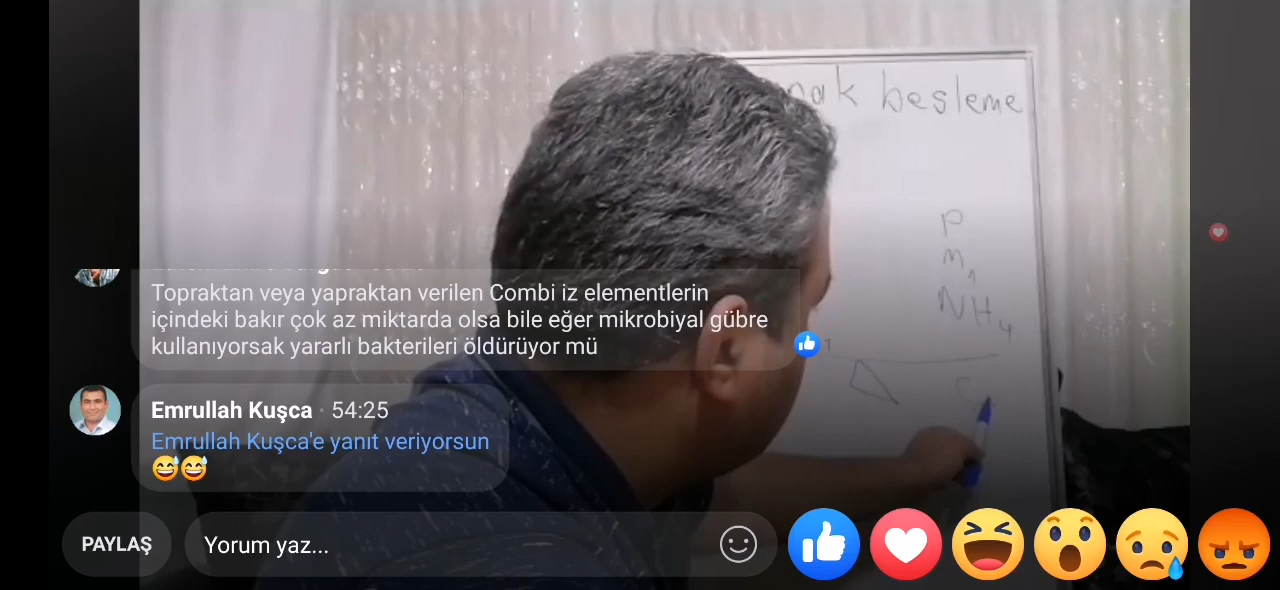 nak besleme
P
m
NH4
Topraktan veya yapraktan verilen Combi iz elementlerin
içindeki bakır çok az miktarda olsa bile eğer mikrobiyal gübre
kullanıyorsak yararlı bakterileri öldürüyor mü
Emrullah Kuşca · 54:25
Emrullah Kuşca'e yanıt veriyorsun
😅😅
PAYLAŞ
Yorum yaz...